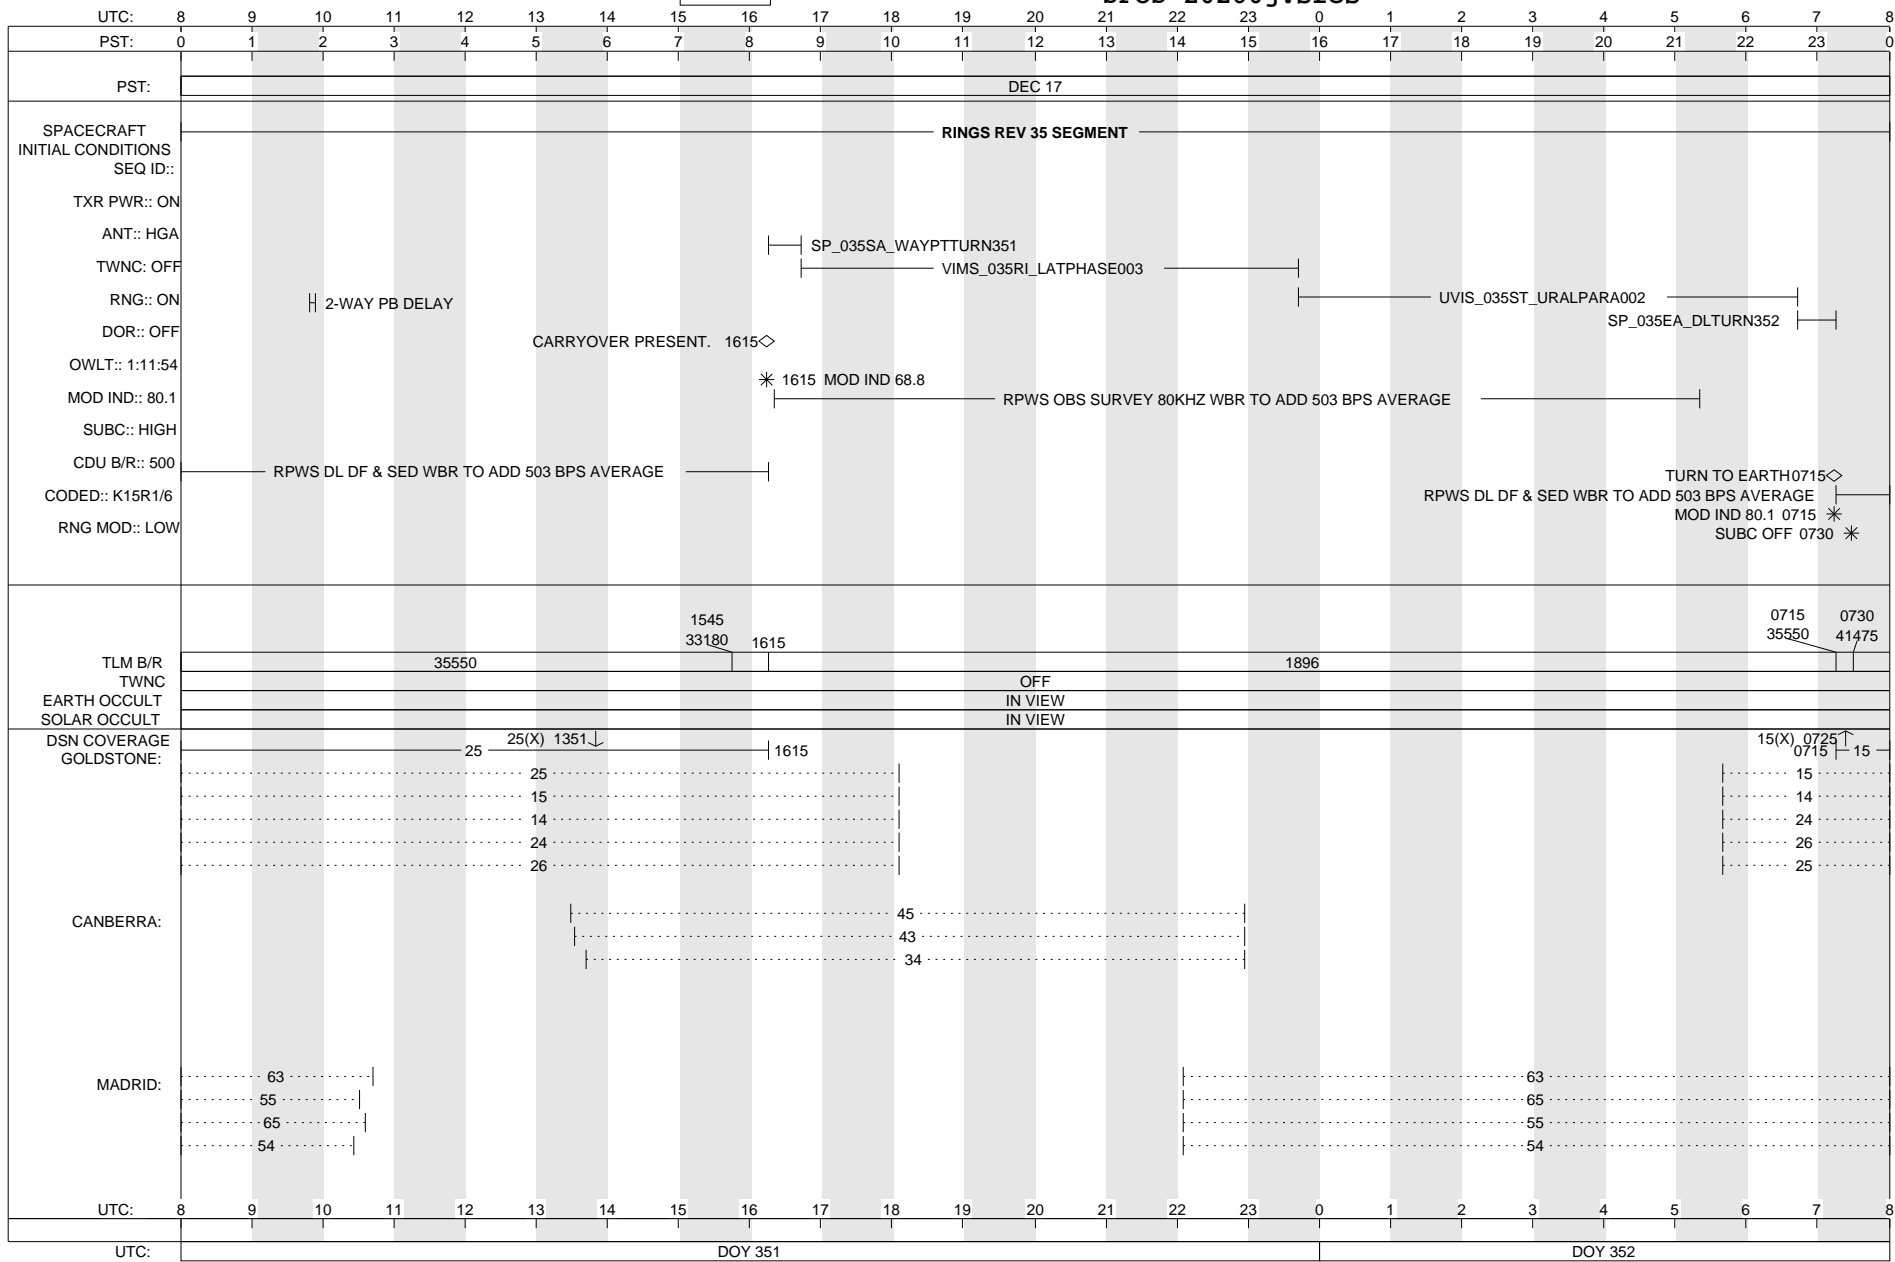 UTC: 8 9 10 11 12 13 14 15 16 17 18 19 20 21 22 23 0 1 2 3 4 5 6 7 8
PST: 0 1 2 3 4 5 6 7 8 9 10 11 12 13 14 15 16 17 18 19 20 21 22 23 0
PST: DEC 17
SPACECRAFT
INITIAL CONDITIONS
RINGS REV 35 SEGMENT
SEQ ID::
TXR PWR:: ON
ANT:: HGA
SP_035SA_WAYPTTURN351
TWNC: OFF
VIMS_035RI_LATPHASE003
RNG:: ON
2-WAY PB DELAY
UVIS_035ST_URALPARA002
SP_035EA_DLTURN352
DOR:: OFF
CARRYOVER PRESENT. 1615
OWLT:: 1:11:54
1615 MOD IND 68.8
MOD IND:: 80.1
RPWS OBS SURVEY 80KHZ WBR TO ADD 503 BPS AVERAGE
SUBC:: HIGH
CDU B/R:: 500
RPWS DL DF & SED WBR TO ADD 503 BPS AVERAGE
TURN TO EARTH0715
CODED:: K15R1/6
RPWS DL DF & SED WBR TO ADD 503 BPS AVERAGE
MOD IND 80.1 0715
RNG MOD:: LOW
SUBC OFF 0730
1545 0715 0730
33180 1615 35550 41475
TLM B/R 35550 1896
TWNC OFF
EARTH OCCULT IN VIEW
SOLAR OCCULT IN VIEW
DSN COVERAGE 25(X) 1351 15(X) 0725
GOLDSTONE: 25 1615 0715 15
25 15
15 14
14 24
24 26
26 25
CANBERRA: 45
43
34
MADRID: 63 63
55 65
65 55
54 54
UTC: 8 9 10 11 12 13 14 15 16 17 18 19 20 21 22 23 0 1 2 3 4 5 6 7 8
UTC: DOY 351 DOY 352